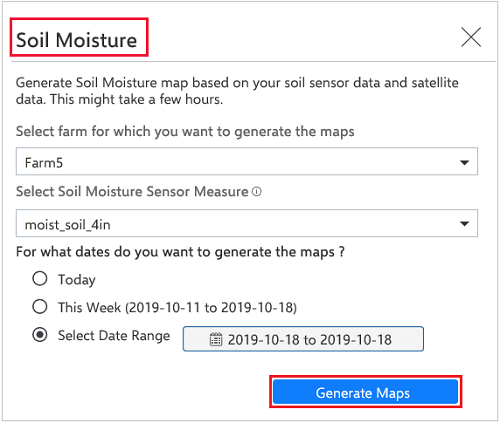 Soil Moisture
Generate Soil Moisture map based on your soil sensor data and satellite
data. This might take a few hours.
Select farm for which you want to generate the maps
Farm5
Select Soil Moisture Sensor Measure
moist_soil_4in
For what dates do you want to generate the maps ?
Today
This Week (2019-10-11 to 2019-10-18)
Select Date Range 2019-10-18 to 2019-10-18
Generate Maps